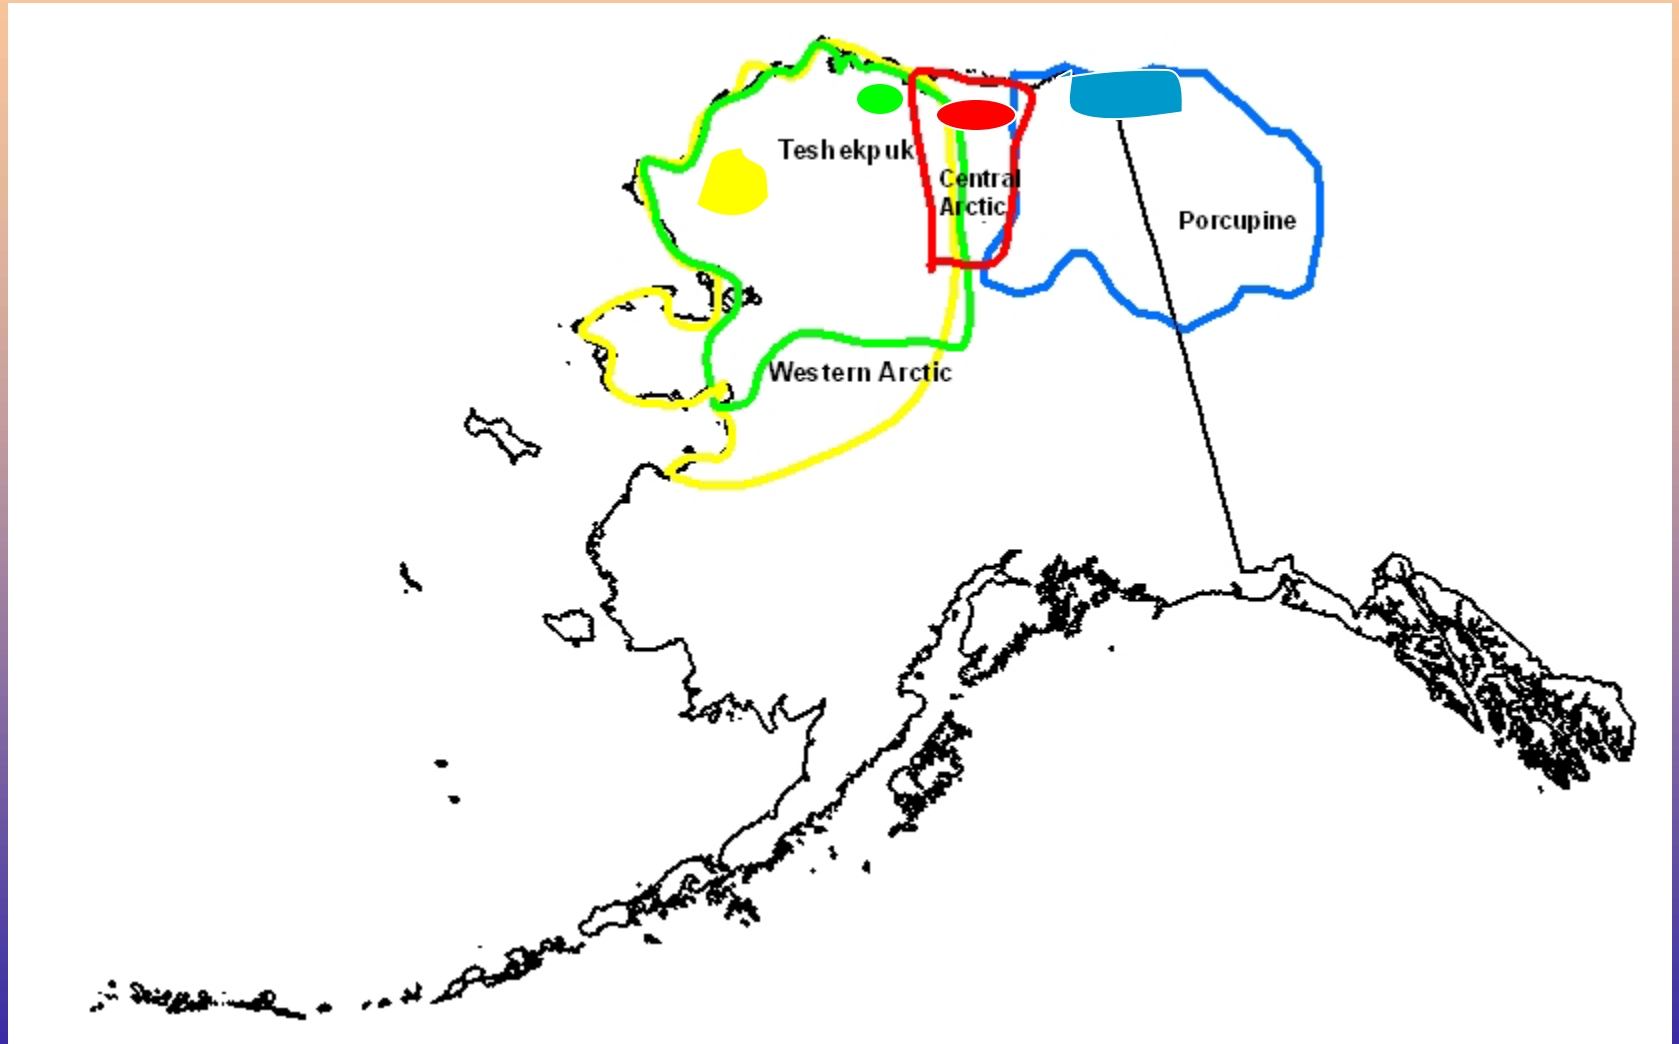 Teshekpuk
Central
Arctic
Porcupine
Western Arctic